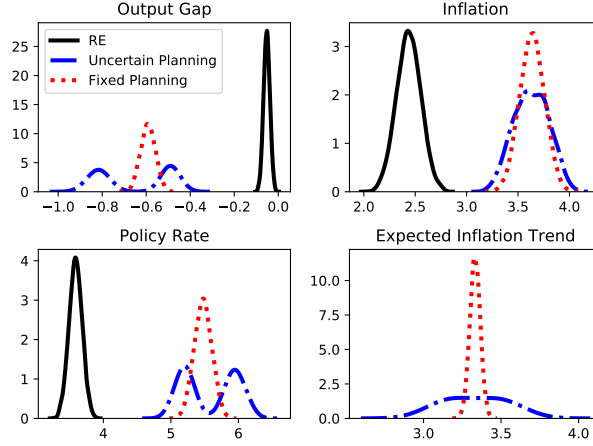 Output Gap
25
20
15
10
5
0
RE
Uncertain Planning
Fixed Planning
−1.0 −0.8 −0.6 −0.4 −0.2 0.0
Inflation
3
2
1
0
2.0 2.5 3.0 3.5 4.0
Policy Rate
4
3
2
1
0
4 5 6
Expected Inflation Trend
10.0
7.5
5.0
2.5
0.0
3.0 3.5 4.0